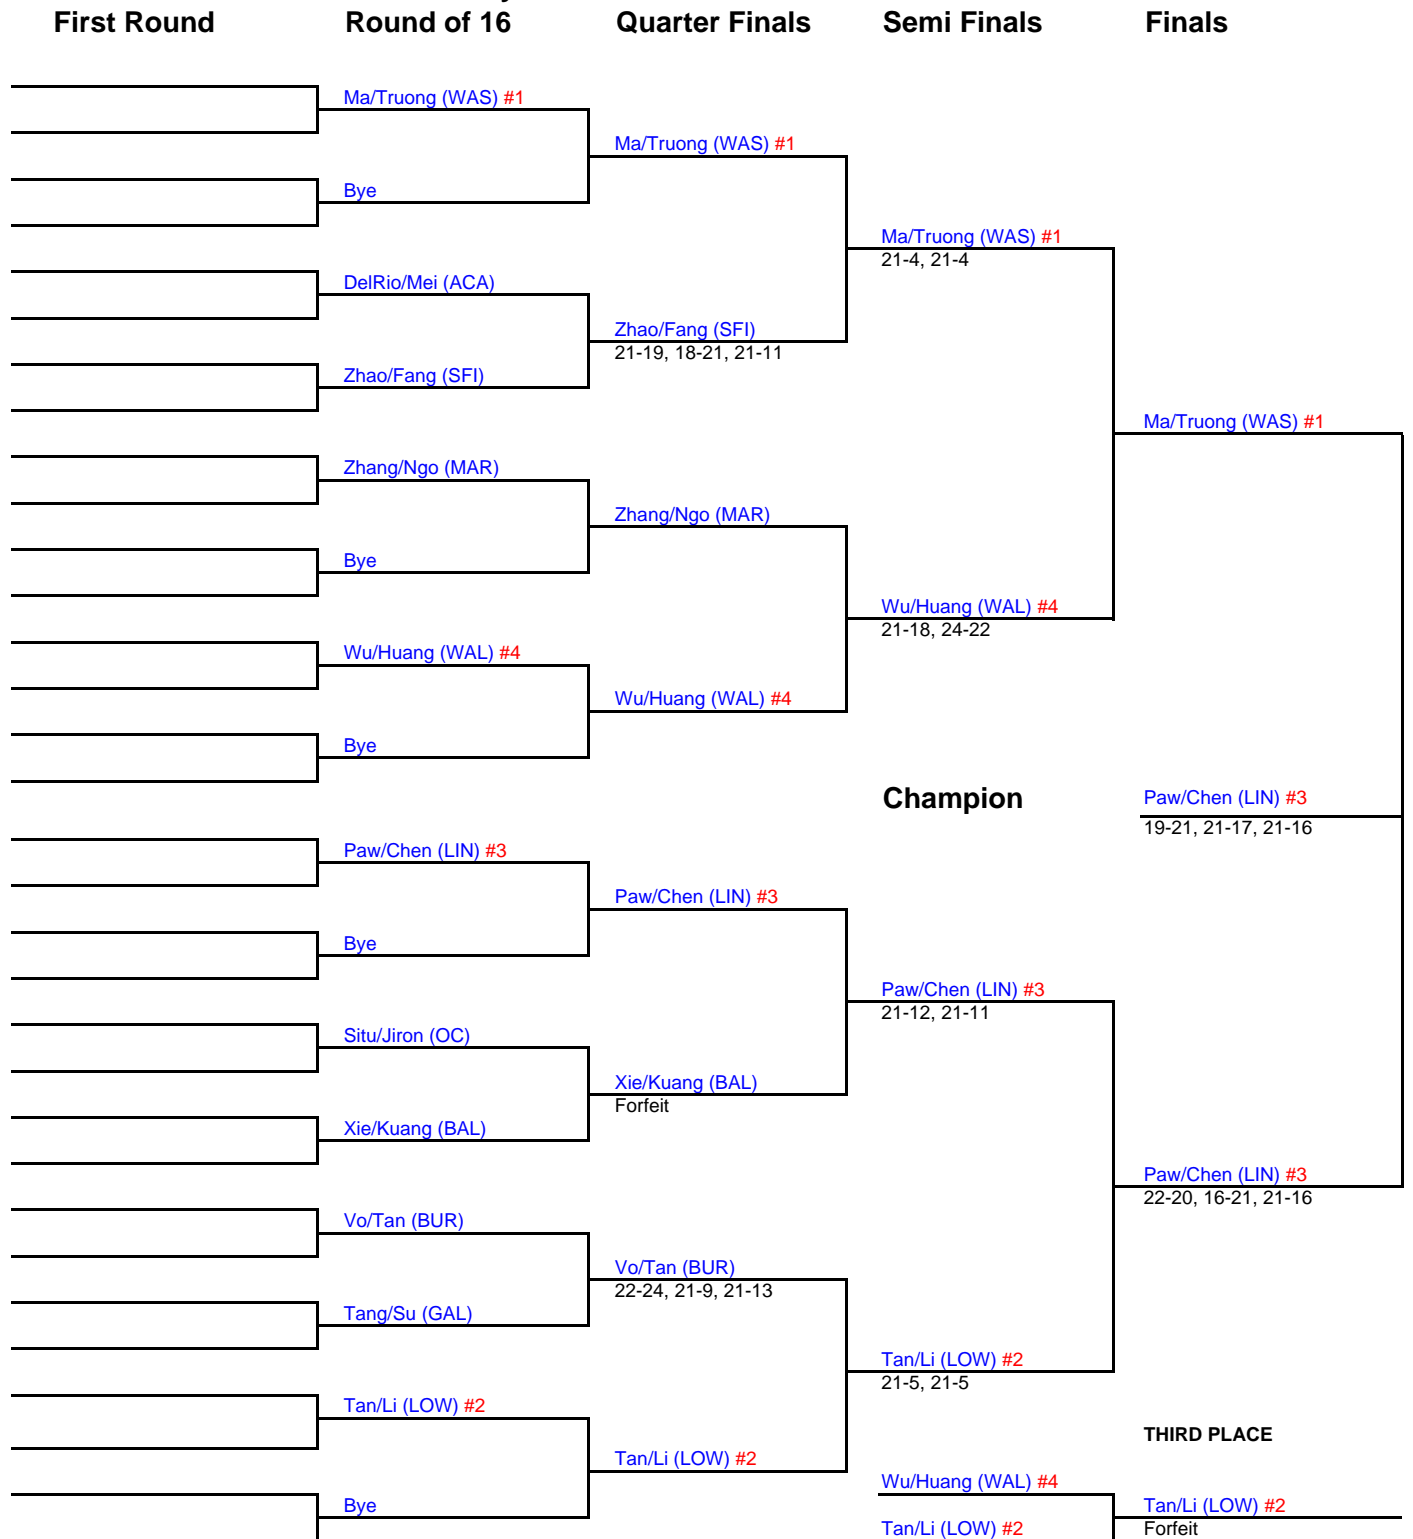 First Round
Round of 16
Quarter Finals
Semi Finals
Finals
Ma/Truong (WAS) #1
Ma/Truong (WAS) #1
Bye
Ma/Truong (WAS) #1
21-4, 21-4
DelRio/Mei (ACA)
Zhao/Fang (SFI)
21-19, 18-21, 21-11
Zhao/Fang (SFI)
Ma/Truong (WAS) #1
Zhang/Ngo (MAR)
Zhang/Ngo (MAR)
Bye
Wu/Huang (WAL) #4
21-18, 24-22
Wu/Huang (WAL) #4
Wu/Huang (WAL) #4
Bye
Champion
Paw/Chen (LIN) #3
19-21, 21-17, 21-16
Paw/Chen (LIN) #3
Paw/Chen (LIN) #3
Bye
Paw/Chen (LIN) #3
21-12, 21-11
Situ/Jiron (OC)
Xie/Kuang (BAL)
Forfeit
Xie/Kuang (BAL)
Paw/Chen (LIN) #3
22-20, 16-21, 21-16
Vo/Tan (BUR)
Vo/Tan (BUR)
22-24, 21-9, 21-13
Tang/Su (GAL)
Tan/Li (LOW) #2
21-5, 21-5
Tan/Li (LOW) #2
THIRD PLACE
Tan/Li (LOW) #2
Wu/Huang (WAL) #4
Bye
Tan/Li (LOW) #2
Tan/Li (LOW) #2
Forfeit